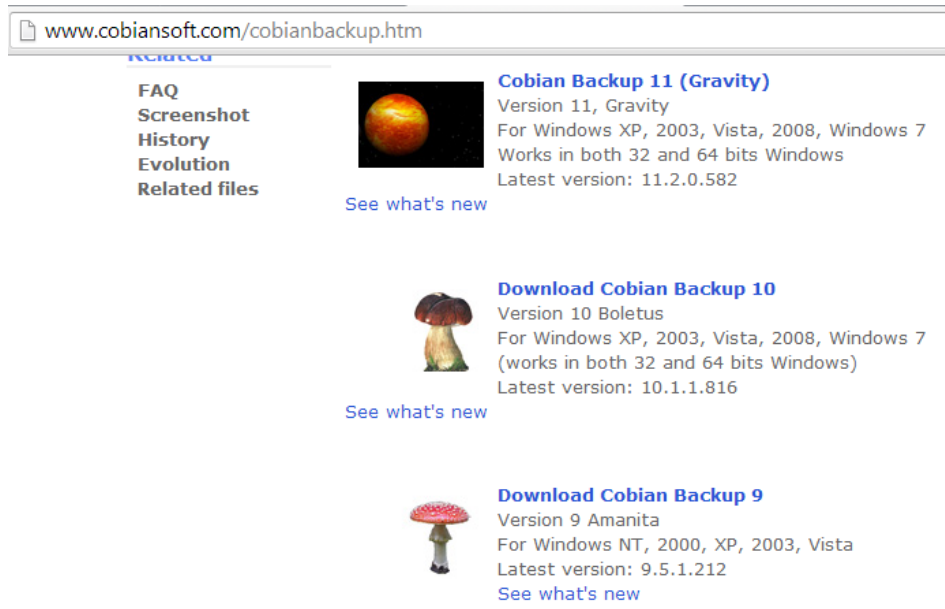 www.cobiansoft.com/cobianbackup.htm
Related
FAQ
Screenshot
History
Evolution
Related files
Cobian Backup 11 (Gravity)
Version 11, Gravity
For Windows XP, 2003, Vista, 2008, Windows 7
Works in both 32 and 64 bits Windows
Latest version: 11.2.0.582
See what's new
Download Cobian Backup 10
Version 10 Boletus
For Windows XP, 2003, Vista, 2008, Windows 7
(works in both 32 and 64 bits Windows)
Latest version: 10.1.1.816
See what's new
Download Cobian Backup 9
Version 9 Amanita
For Windows NT, 2000, XP, 2003, Vista
Latest version: 9.5.1.212
See what's new